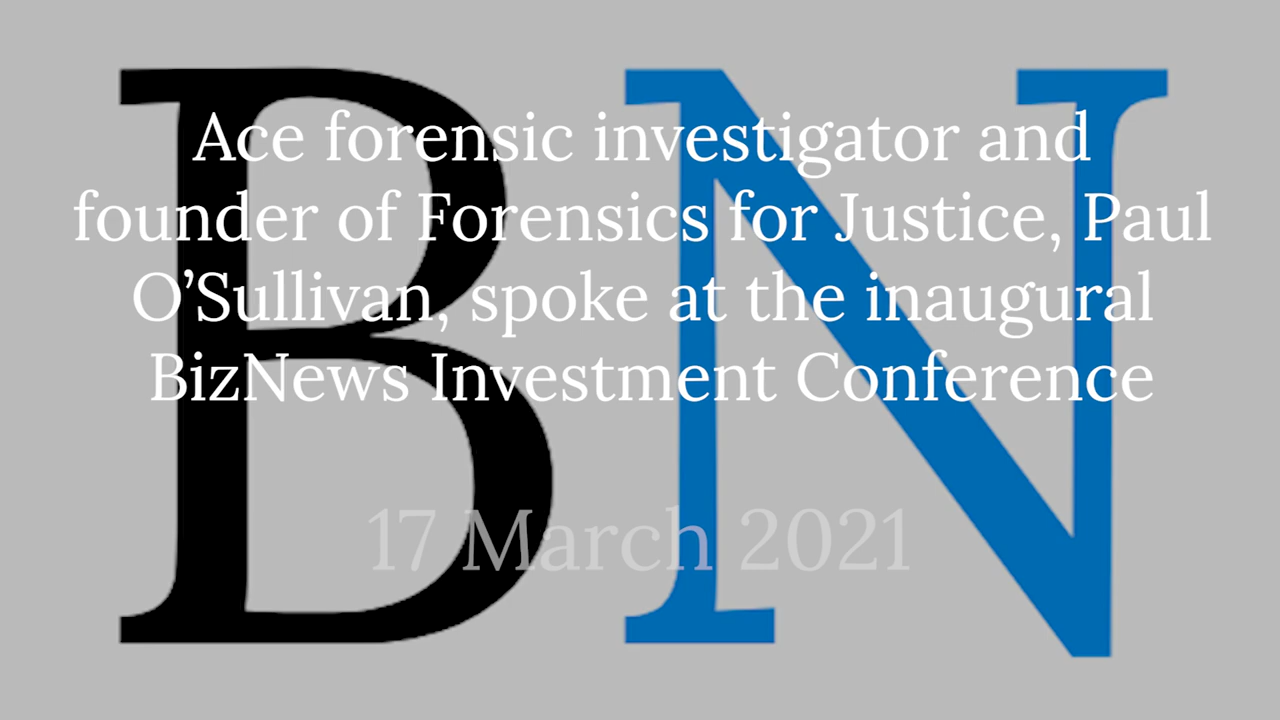 BN
Ace forensic investigator and
founder of Forensics for Justice, Paul
O’Sullivan, spoke at the inaugural
BizNews Investment Conference
17 March 2021